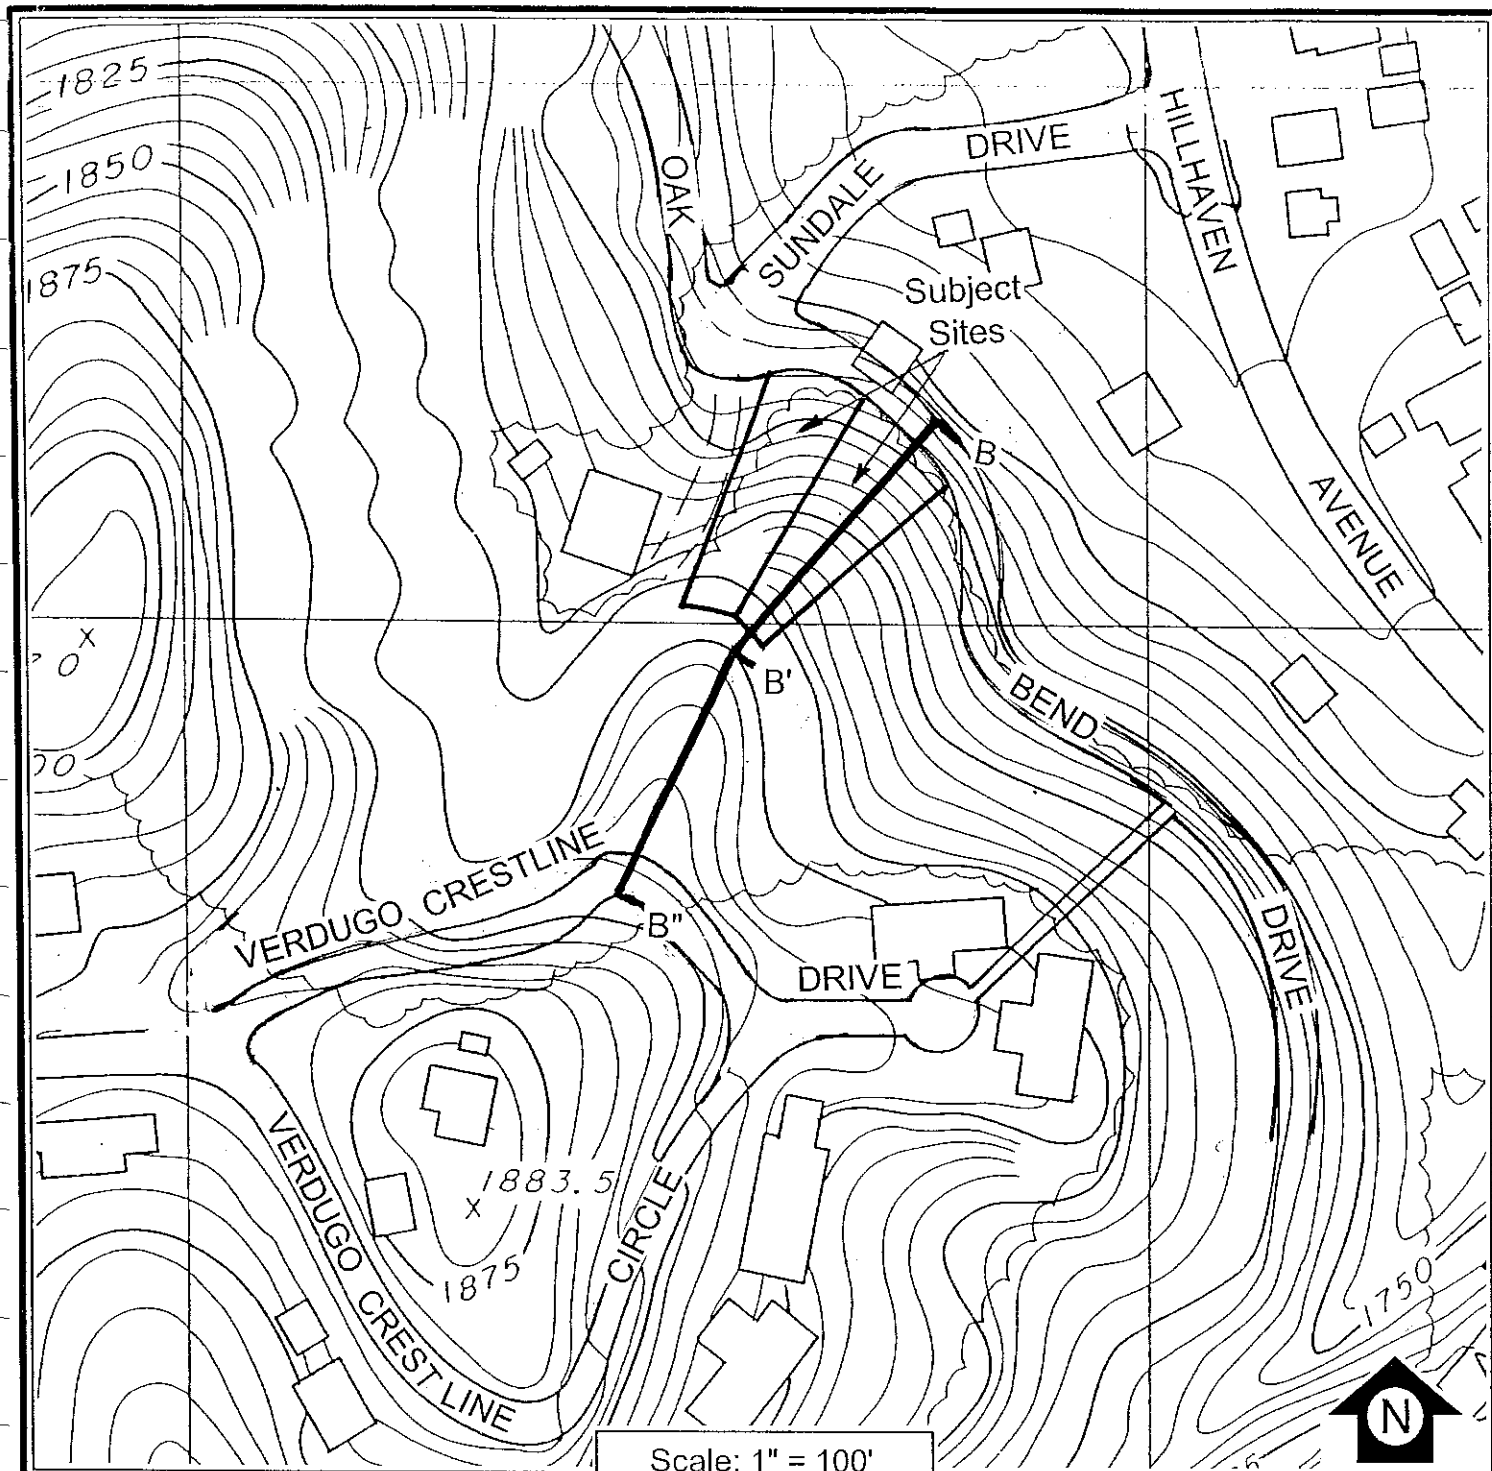 1825
1850
1875
OAK
SUNDALE
DRIVE
HILLHAVEN
AVENUE
Subject
Sites
B
B'
B"
BEND
DRIVE
VERDUGO CRESTLINE
DRIVE
X
X
1883.5
1875
VERDUGO CREST LINE
CIRCLE
1750
Scale: 1" = 100'
N